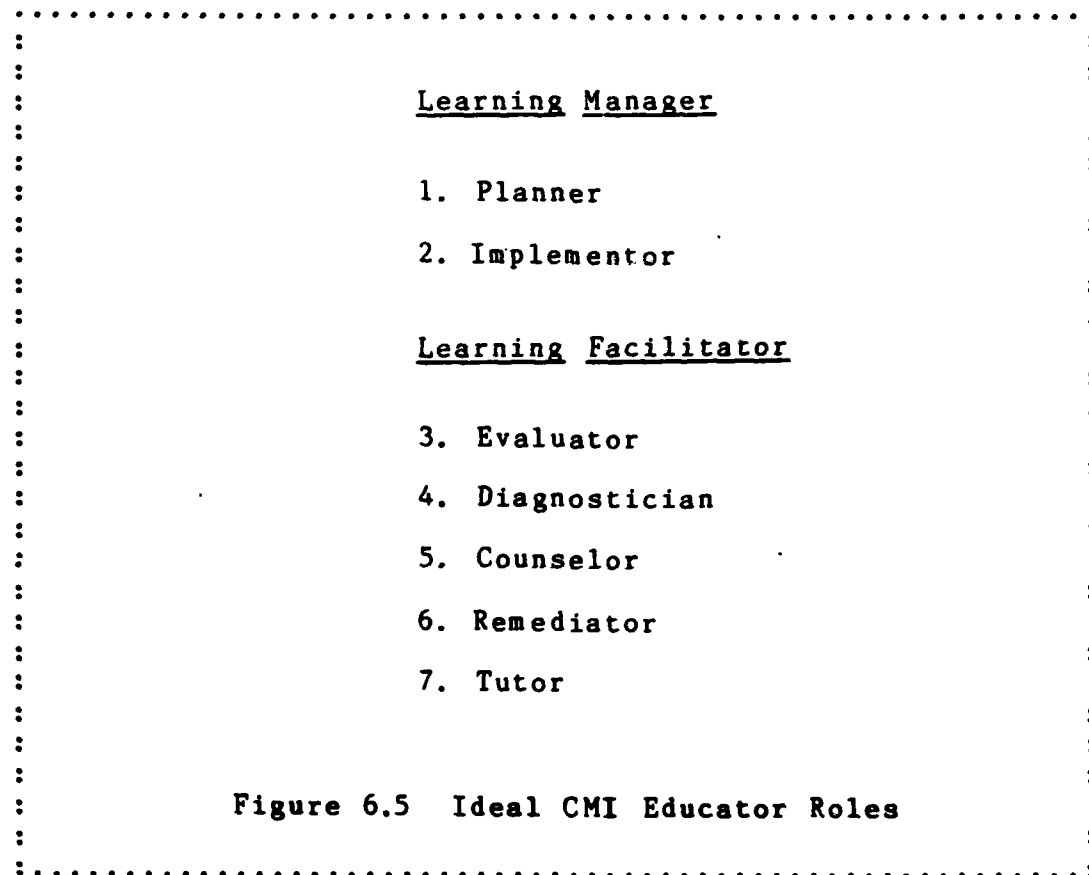 Learning Manager
1. Planner
2. Implementor
Learning Facilitator
3. Evaluator
4. Diagnostician
5. Counselor
6. Remediator
7. Tutor
Figure 6.5 Ideal CMI Educator Roles